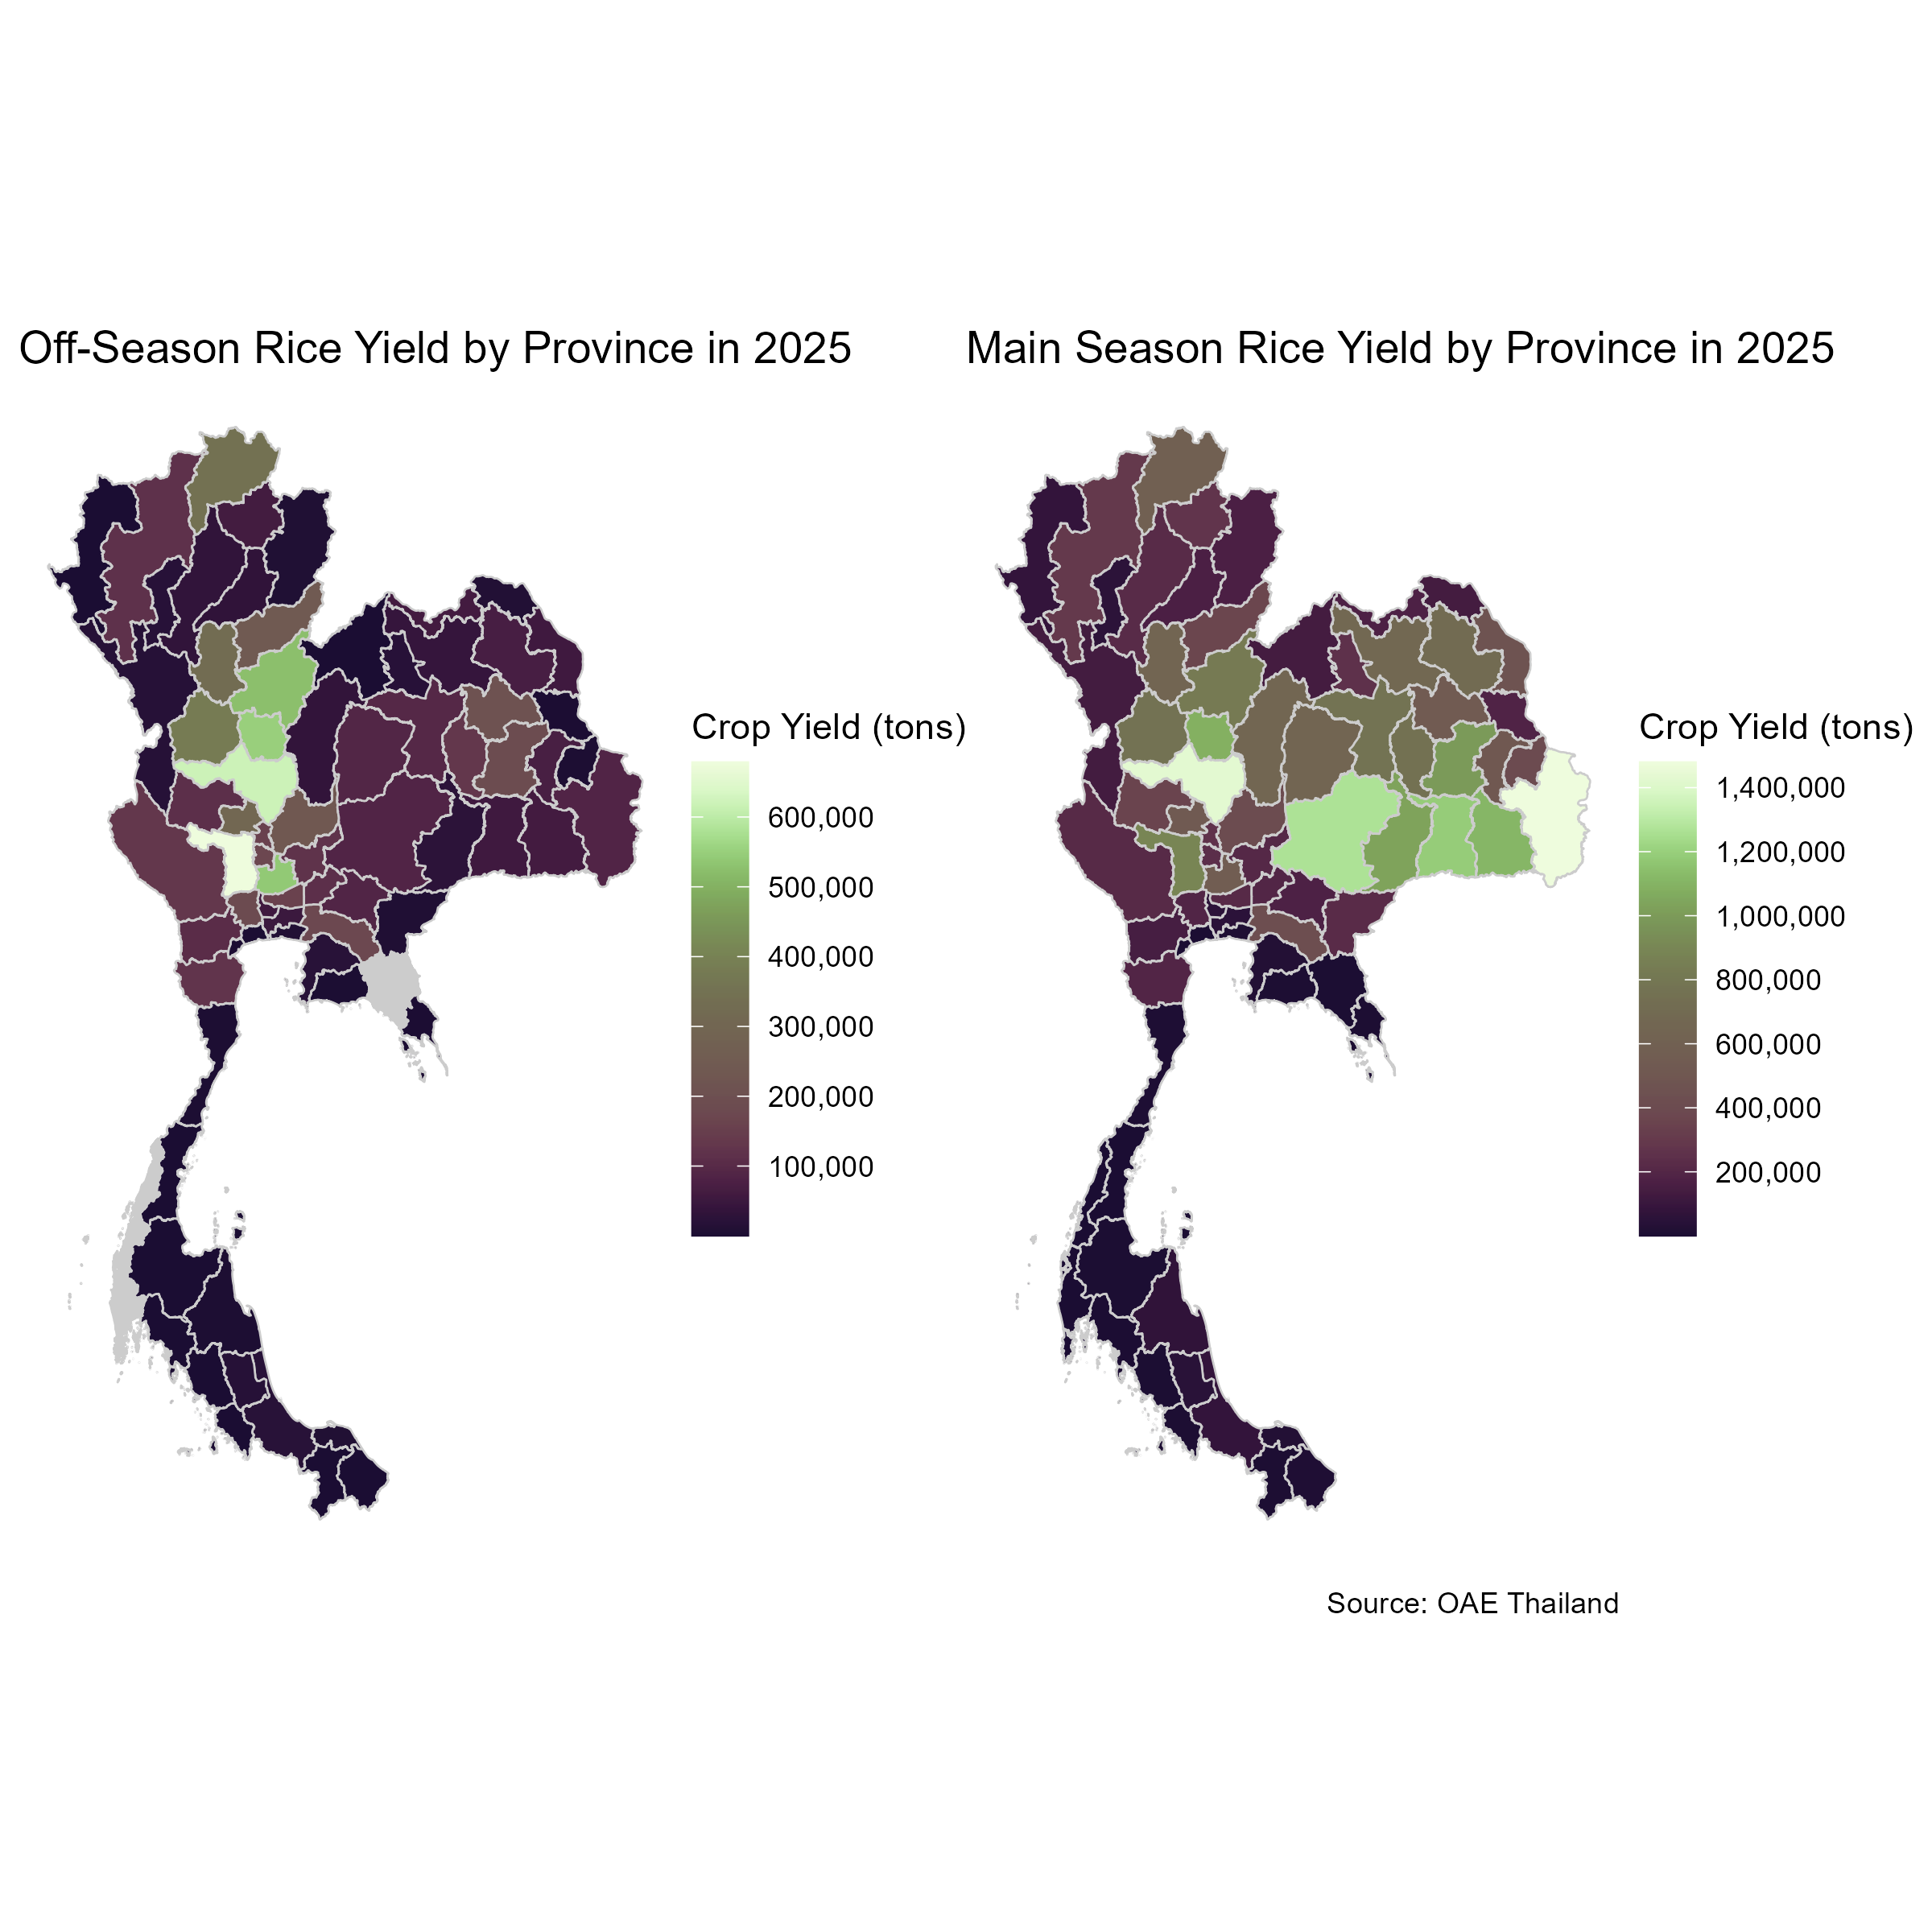 Off-Season Rice Yield by Province in 2025
Crop Yield (tons)
600,000
500,000
400,000
300,000
200,000
100,000
Main Season Rice Yield by Province in 2025
Crop Yield (tons)
1,400,000
1,200,000
1,000,000
800,000
600,000
400,000
200,000
Source: OAE Thailand